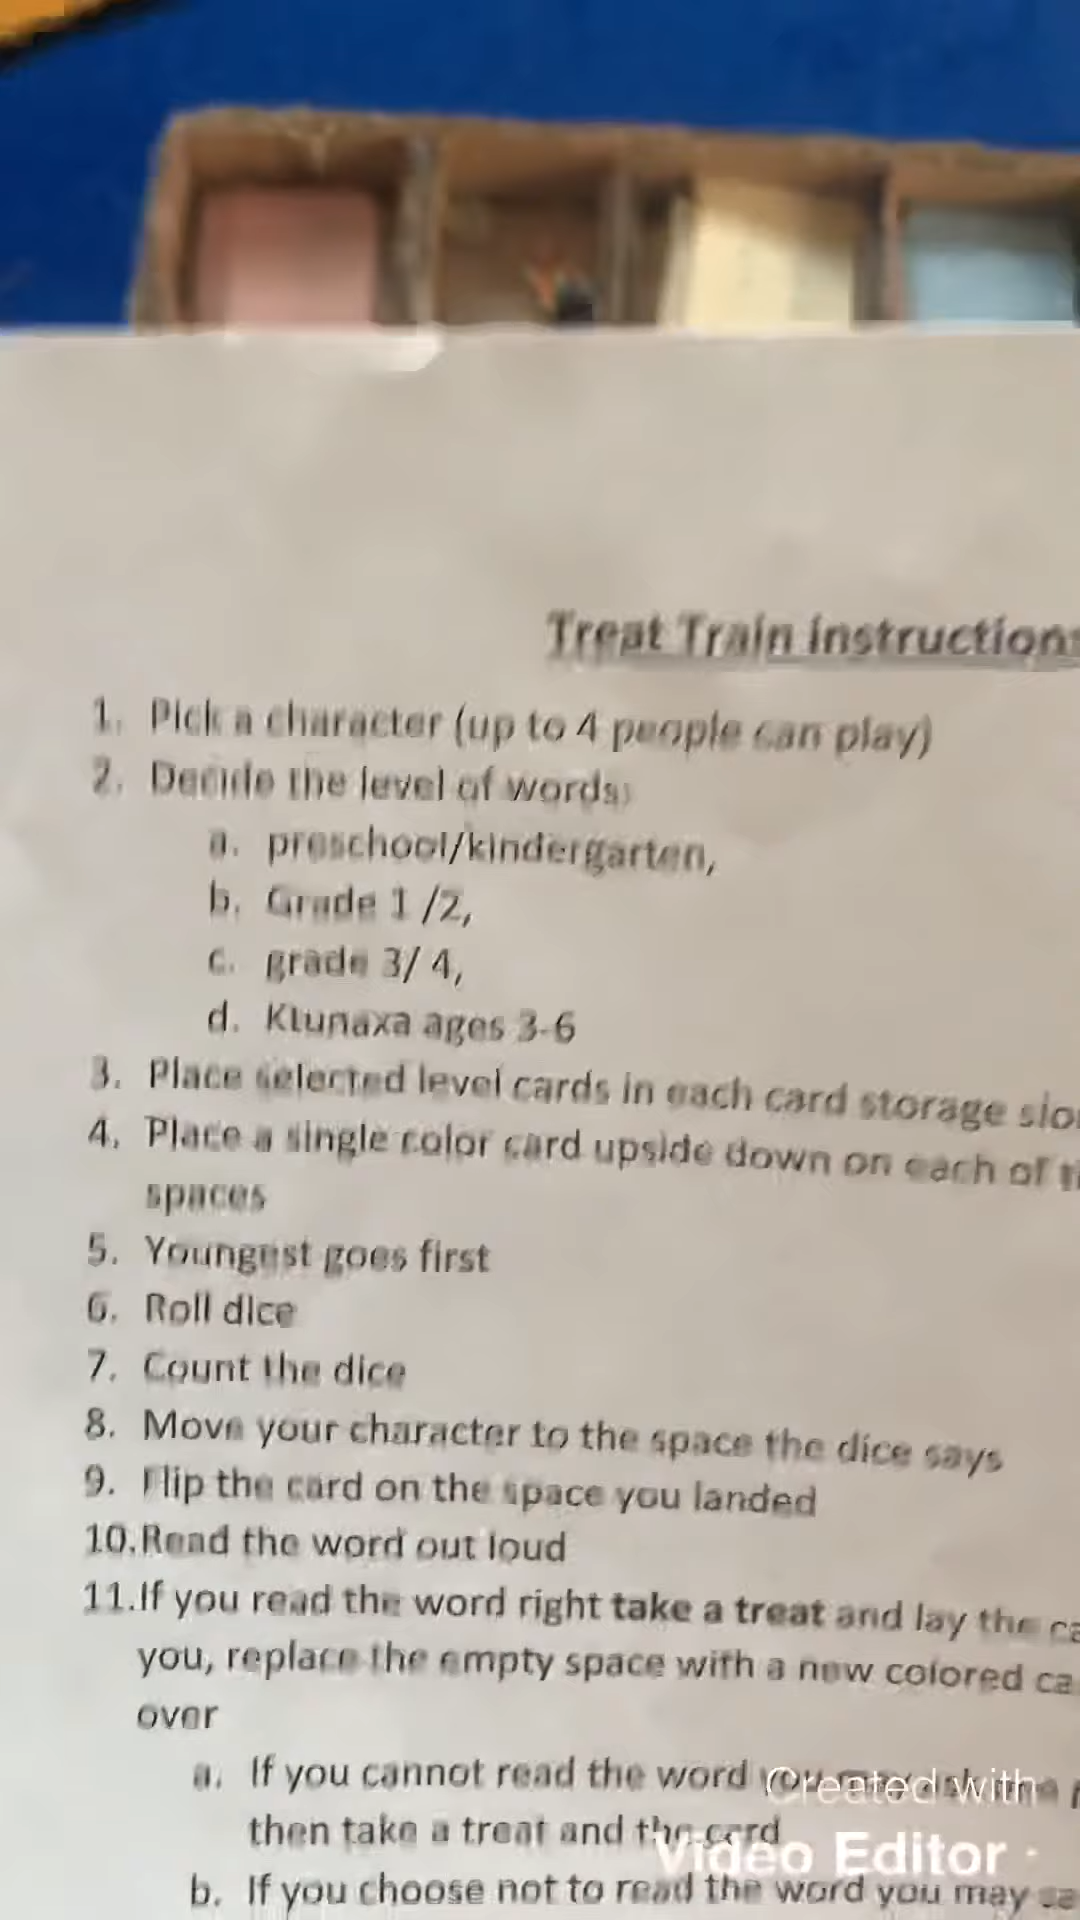 Treat Train instructions
1. Pick a character (up to 4 people can play)
2. Decide the level of words:
a. preschool/kindergarten,
b. Grade 1 /2,
c. grade 3/ 4,
d. Ktunaxa ages 3-6
3. Place selected level cards in each card storage
4. Place a single color card upside down on each of
spaces
5. Youngest goes first
6. Roll dice
7. Count the dice
8. Move your character to the space the dice says
9. Flip the card on the space you landed
10.Read the word out loud
11.If you read the word right take a treat and lay the
you, replace the empty space with a new colored
over
a. If you cannot read the word you may ask
then take a treat and the card
b. If you choose not to read the word you may
Created with
Video Editor